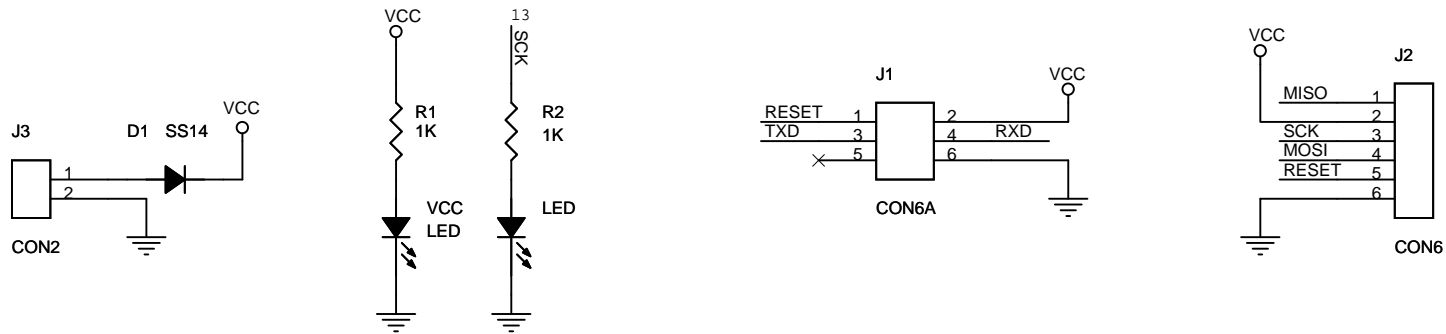 J3
D1 SS14
VCC
1
2
CON2
VCC
R1
1K
VCC
LED
13
SCK
R2
1K
LED
J1
VCC
RESET 1 2
TXD 3 4 RXD
5 6
CON6A
VCC
J2
MISO 1
2
SCK 3
MOSI 4
RESET 5
6
CON6